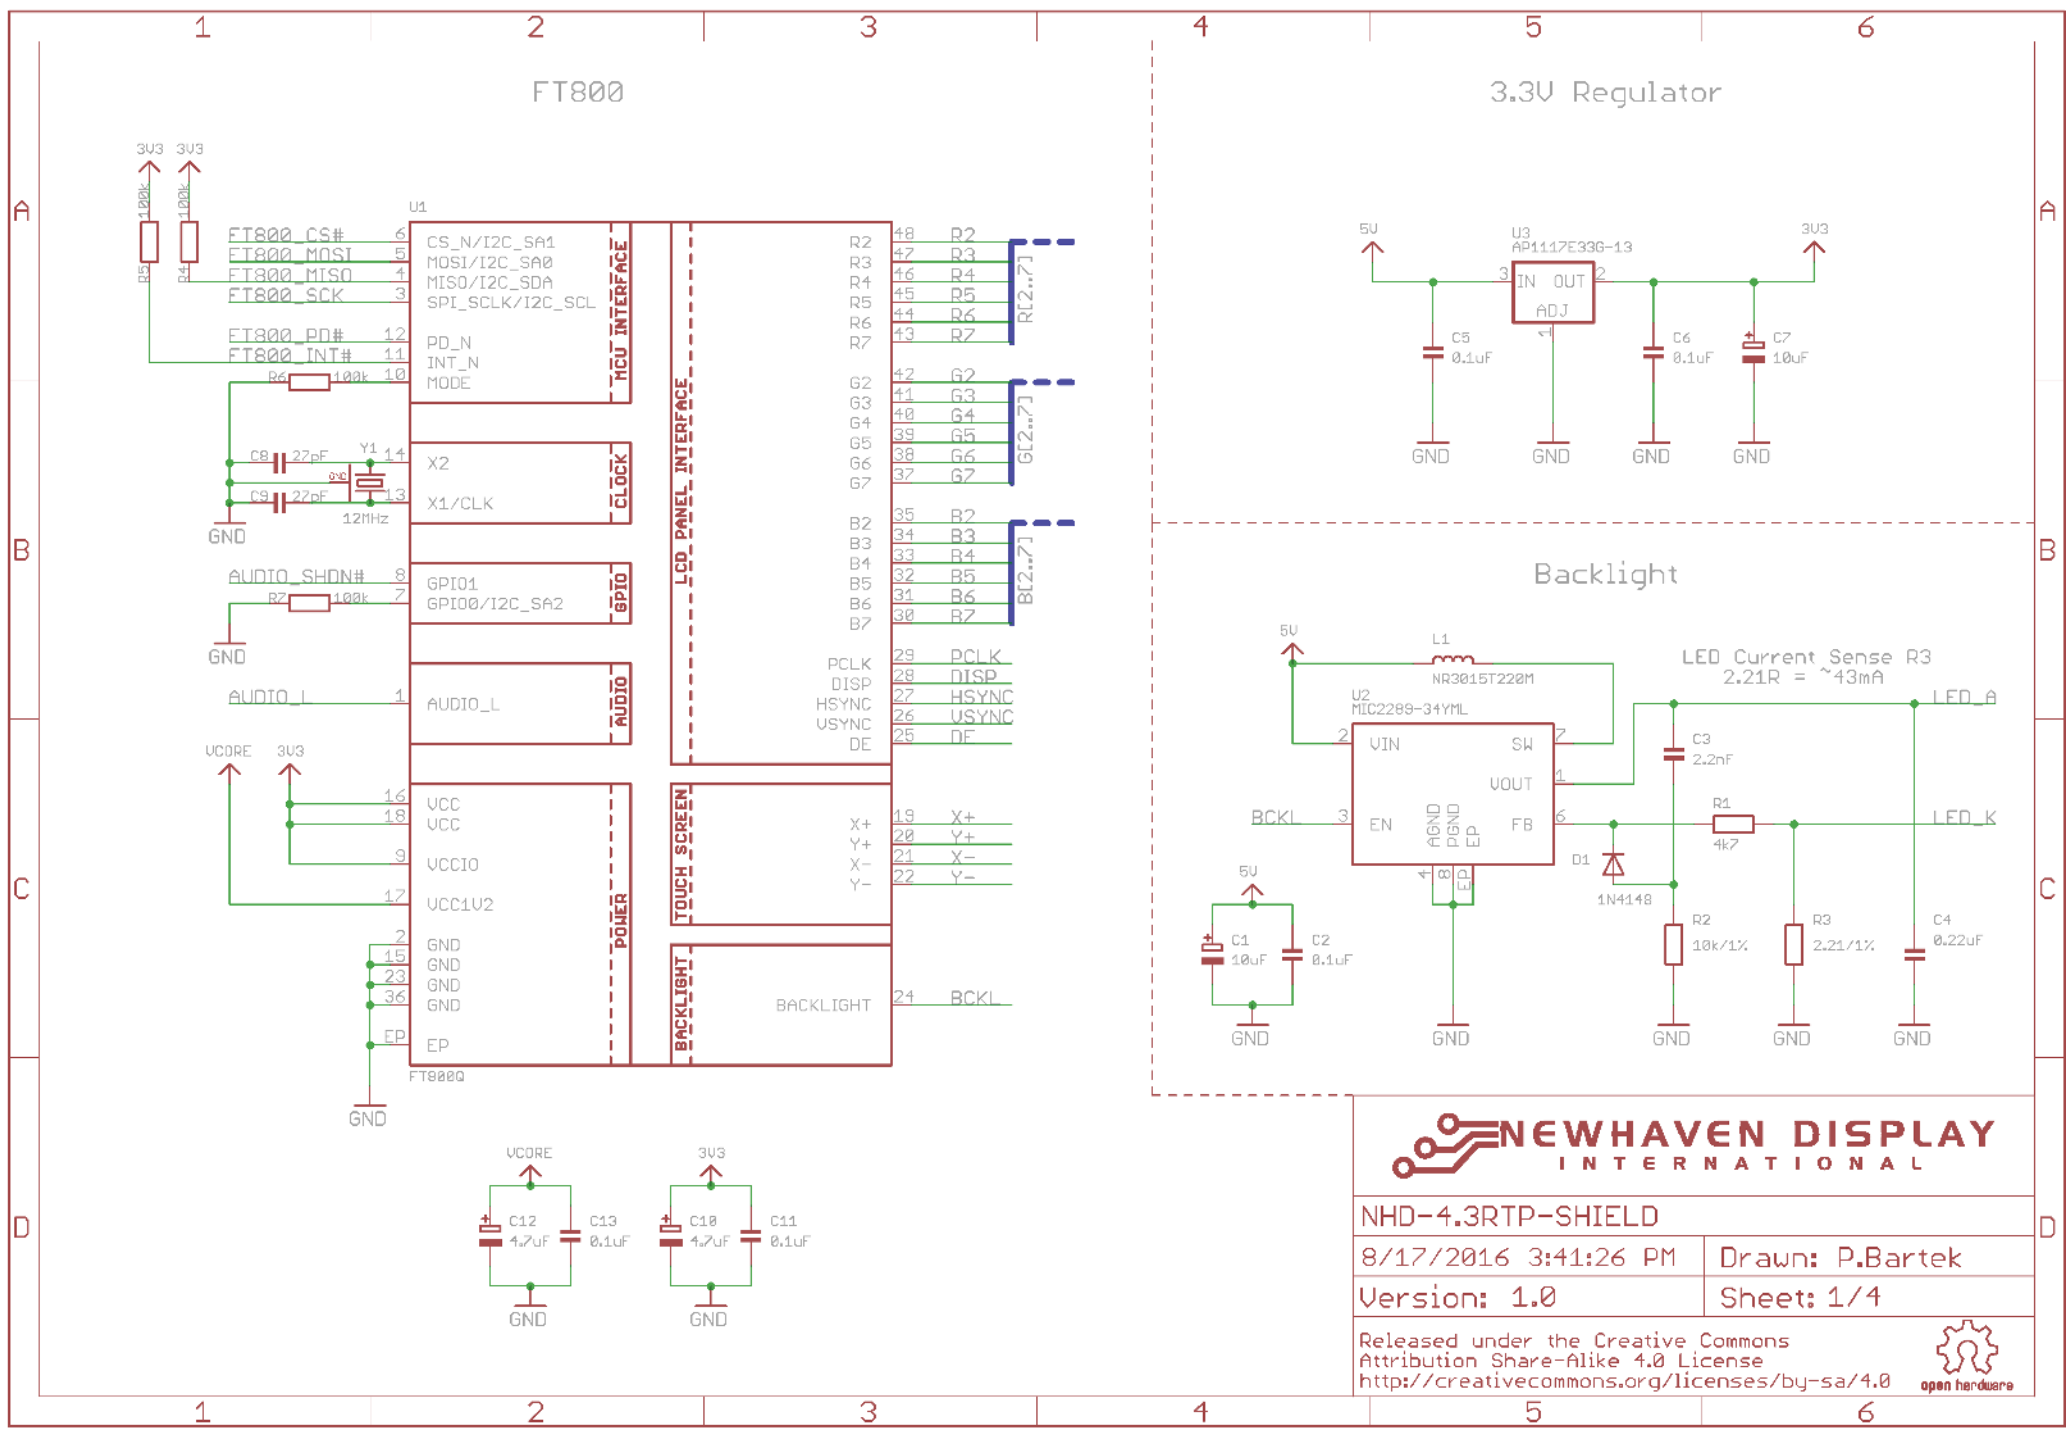 1 2 3 4 5 6
A
B
C
D
FT800
3V3 3V3
100k 100k
R5 R4
U1
FT800_CS# 6 CS_N/I2C_SA1
FT800_MOSI 5 MOSI/I2C_SA0
FT800_MISO 4 MISO/I2C_SDA
FT800_SCK 3 SPI_SCLK/I2C_SCL
FT800_PD# 12 PD_N
FT800_INT# 11 INT_N
R6 100k 10 MODE
MCU INTERFACE
C8 27pF Y1 14 X2
GND
C9 27pF 13 X1/CLK
12MHz
GND
CLOCK
AUDIO_SHDN# 8 GPIO1
R7 100k 7 GPIO0/I2C_SA2
GND
GPIO
AUDIO_L 1 AUDIO_L
AUDIO
VCORE 3V3
16 VCC
18 VCC
9 VCCIO
17 VCC1V2
2 GND
15 GND
23 GND
36 GND
EP EP
POWER
FT800Q
GND
LCD PANEL INTERFACE
R2 48 R2
R3 47 R3
R4 46 R4
R5 45 R5
R6 44 R6
R7 43 R7
R[2..7]
G2 42 G2
G3 41 G3
G4 40 G4
G5 39 G5
G6 38 G6
G7 37 G7
G[2..7]
B2 35 B2
B3 34 B3
B4 33 B4
B5 32 B5
B6 31 B6
B7 30 B7
B[2..7]
PCLK 29 PCLK
DISP 28 DISP
HSYNC 27 HSYNC
VSYNC 26 VSYNC
DE 25 DE
TOUCH SCREEN
X+ 19 X+
Y+ 20 Y+
X- 21 X-
Y- 22 Y-
BACKLIGHT
BACKLIGHT 24 BCKL
VCORE
C12 C13
4.7uF 0.1uF
GND
3V3
C10 C11
4.7uF 0.1uF
GND
3.3V Regulator
5V U3 3V3
AP1117E33G-13
3 IN OUT 2
ADJ
1
C5
0.1uF
C6
0.1uF
C7
10uF
GND GND GND GND
Backlight
5V L1
NR3015T220M
LED Current Sense R3
2.21R = ~43mA
U2
MIC2289-34YML
LED_A
2 VIN SW 7
VOUT 1
BCKL 3 EN FB 6
AGND PGND EP
4 8 EP
C3
2.2nF
R1
4k7
LED_K
D1
1N4148
5V
C1 C2
10uF 0.1uF
R2
10k/1%
R3
2.21/1%
C4
0.22uF
GND GND GND GND GND
NEWHAVEN DISPLAY
INTERNATIONAL
NHD-4.3RTP-SHIELD
8/17/2016 3:41:26 PM Drawn: P.Bartek
Version: 1.0 Sheet: 1/4
Released under the Creative Commons
Attribution Share-Alike 4.0 License
http://creativecommons.org/licenses/by-sa/4.0
open hardware
A
B
C
D
1 2 3 4 5 6